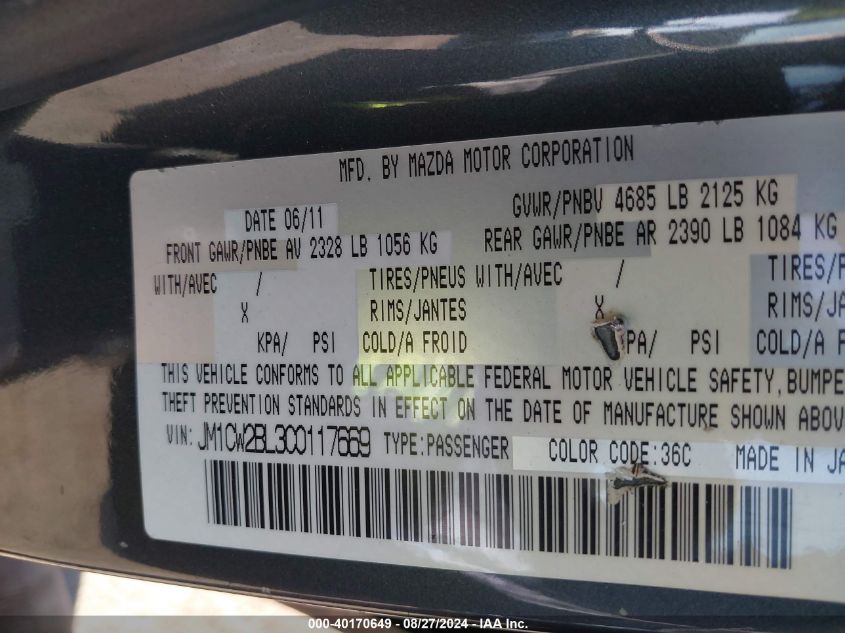 MFD. BY MAZDA MOTOR CORPORATION
DATE 06/11 GVWR/PNBV 4685 LB 2125 KG
FRONT GAWR/PNBE AV 2328 LB 1056 KG REAR GAWR/PNBE AR 2390 LB 1084 KG
WITH/AVEC / TIRES/PNEUS WITH/AVEC / TIRES/P
X RIMS/JANTES X RIMS/JA
KPA/ PSI COLD/A FROID PA/ PSI COLD/A F
THIS VEHICLE CONFORMS TO ALL APPLICABLE FEDERAL MOTOR VEHICLE SAFETY, BUMPE
THEFT PREVENTION STANDARDS IN EFFECT ON THE DATE OF MANUFACTURE SHOWN ABOV
VIN: JM1CW2BL3C0117669 TYPE:PASSENGER COLOR CODE:36C MADE IN JA
000-40170649 - 08/27/2024 - IAA Inc.